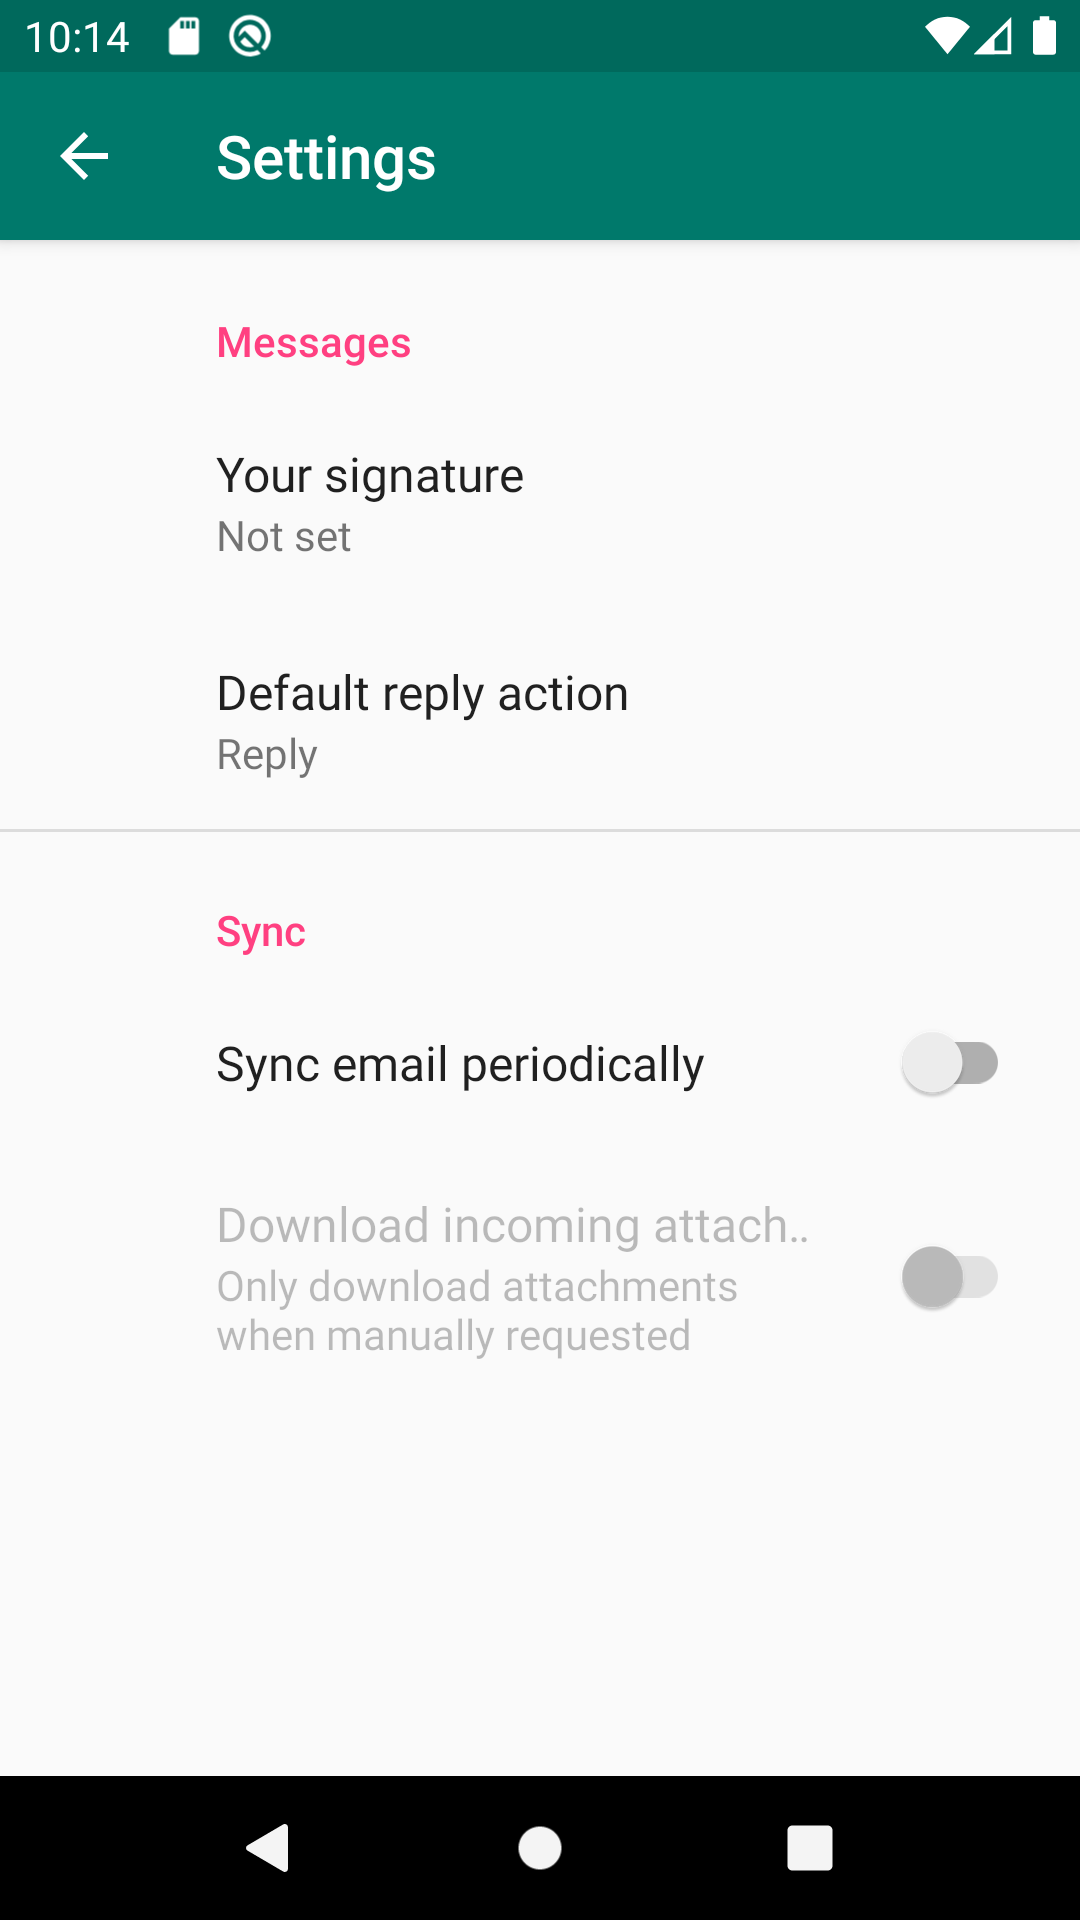 10:14
Settings
Messages
Your signature
Not set
Default reply action
Reply
Sync
Sync email periodically
Download incoming attach..
Only download attachments
when manually requested